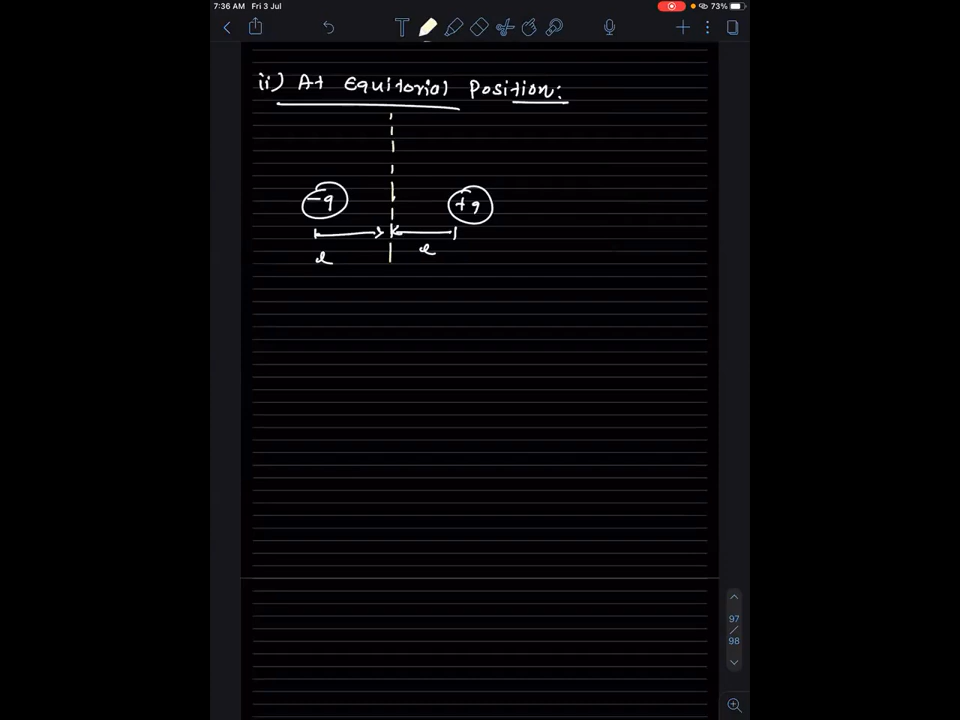 7:36 AM Fri 3 Jul
73%
T
ii) At Equitorial Position:
-q
+q
l
l
97
/
98